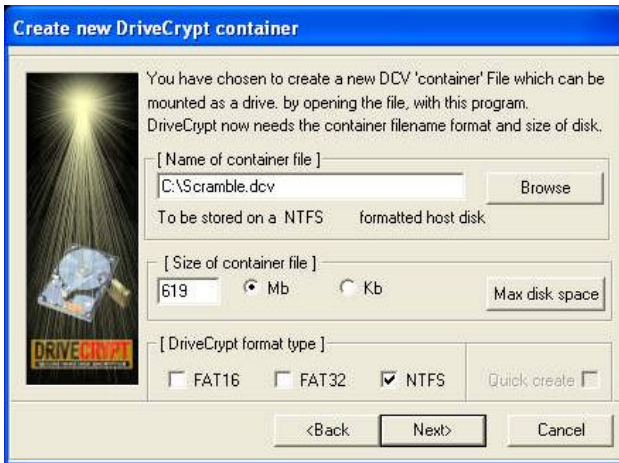 Create new DriveCrypt container
You have chosen to create a new DCV 'container' File which can be
mounted as a drive. by opening the file, with this program.
DriveCrypt now needs the container filename format and size of disk.
[ Name of container file ]
C:\Scramble.dcv
Browse
To be stored on a NTFS formatted host disk
[ Size of container file ]
619 Mb Kb Max disk space
DRIVECRYPT
[ DriveCrypt format type ]
FAT16 FAT32 NTFS Quick create
<Back Next> Cancel